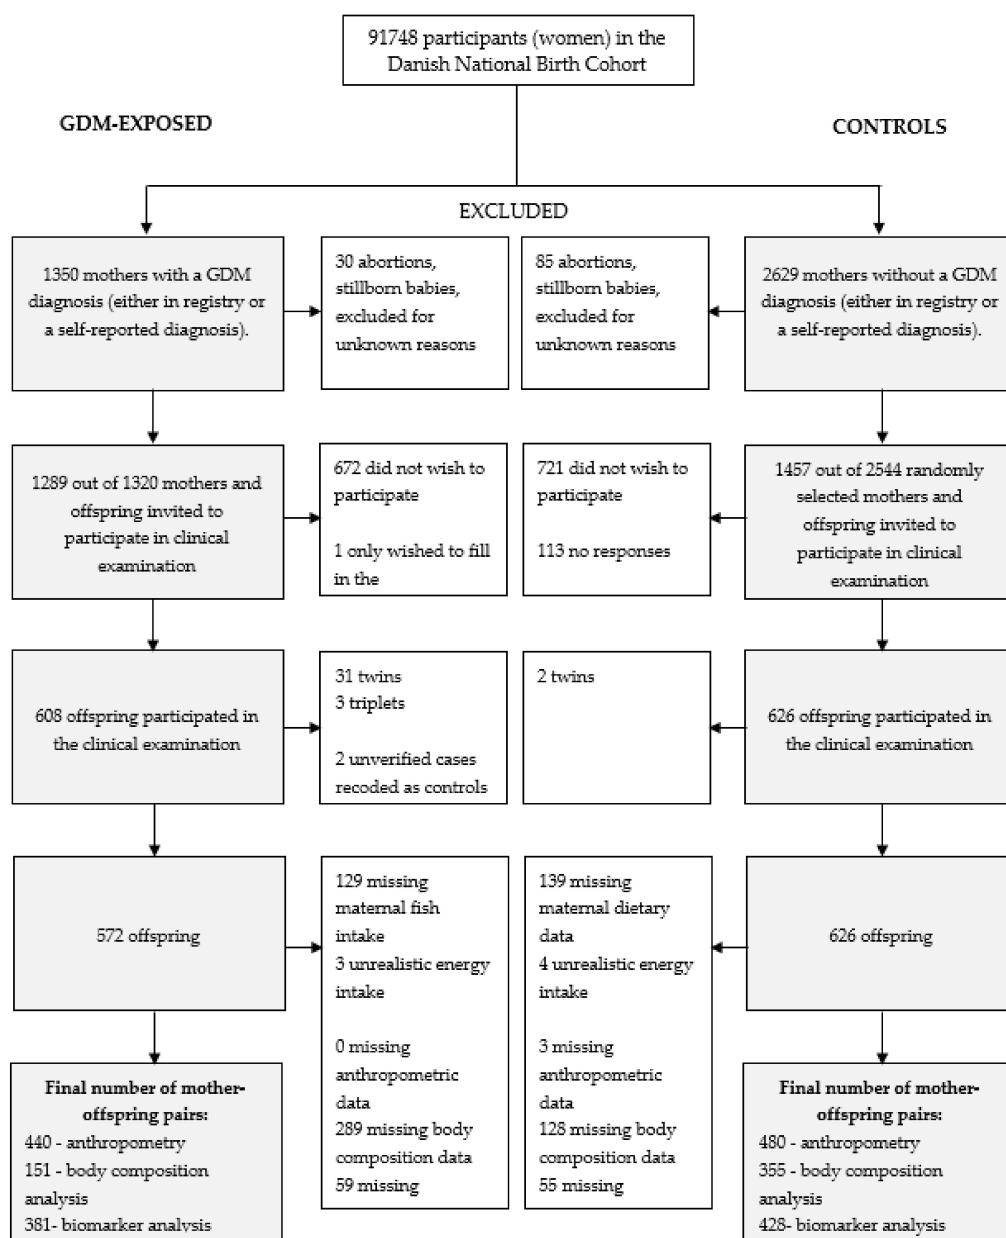 91748 participants (women) in the
Danish National Birth Cohort
GDM-EXPOSED
CONTROLS
EXCLUDED
1350 mothers with a GDM
diagnosis (either in registry or
a self-reported diagnosis).
30 abortions,
stillborn babies,
excluded for
unknown reasons
85 abortions,
stillborn babies,
excluded for
unknown reasons
2629 mothers without a GDM
diagnosis (either in registry or
a self-reported diagnosis).
1289 out of 1320 mothers and
offspring invited to
participate in clinical
examination
672 did not wish to
participate
1 only wished to fill
in the
721 did not wish to
participate
113 no responses
1457 out of 2544 randomly
selected mothers and
offspring invited to
participate in clinical
examination
608 offspring participated in
the clinical examination
31 twins
3 triplets
2 unverified cases
recoded as controls
2 twins
626 offspring participated in
the clinical examination
572 offspring
129 missing
maternal fish
intake
3 unrealistic energy
intake
0 missing
anthropometric
data
289 missing body
composition data
59 missing
139 missing
maternal dietary
data
4 unrealistic energy
intake
3 missing
anthropometric data
128 missing body
composition data
55 missing
626 offspring
Final number of mother-
offspring pairs:
440 - anthropometry
151 - body composition
analysis
381- biomarker analysis
Final number of mother-
offspring pairs:
480 - anthropometry
355 - body composition
analysis
428- biomarker analysis